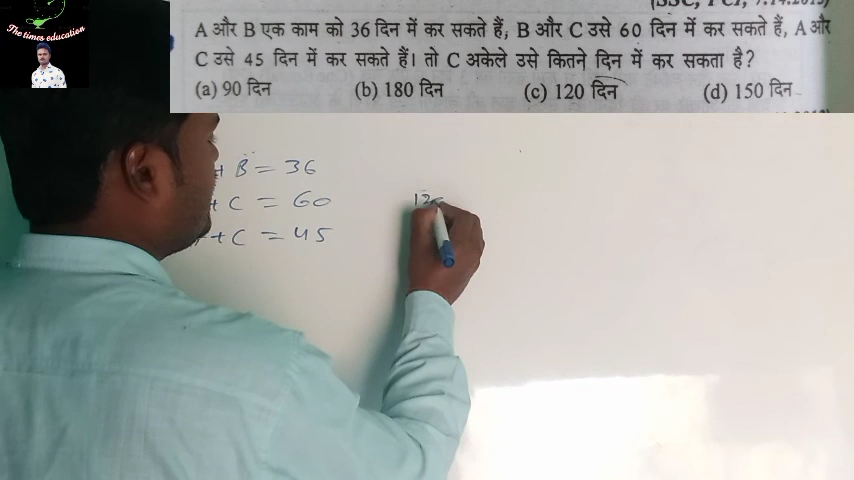 The times education
A और B एक काम को 36 दिन में कर सकते हैं, B और C उसे 60 दिन में कर सकते हैं, A और
C उसे 45 दिन में कर सकते हैं। तो C अकेले उसे कितने दिन में कर सकता है?
(a) 90 दिन (b) 180 दिन (c) 120 दिन (d) 150 दिन
+ B = 36
+ C = 60
+ C = 45